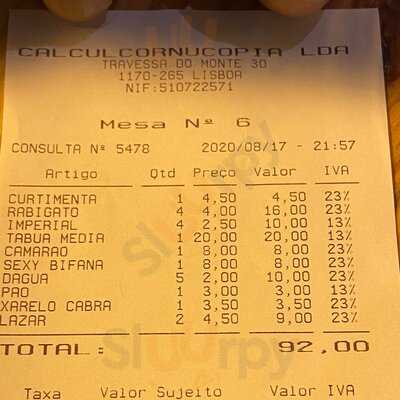 CALCULCORNUCOPIA LDA
TRAVESSA DO MONTE 30
1170-265 LISBOA
NIF:510722571
Mesa Nº 6
CONSULTA Nº 5478 2020/08/17 - 21:57
Artigo Qtd Preço Valor IVA
CURTIMENTA 1 4,50 4,50 23%
RABIGATO 4 4,00 16,00 23%
IMPERIAL 4 2,50 10,00 13%
TABUA MEDIA 1 20,00 20,00 13%
CAMARAO 1 8,00 8,00 23%
SEXY BIFANA 1 8,00 8,00 23%
DAGUA 5 2,00 10,00 23%
PAO 1 3,00 3,00 13%
XARELO CABRA 1 3,50 3,50 23%
LAZAR 2 4,50 9,00 23%
TOTAL: 92,00
Taxa Valor Sujeito Valor IVA
Sluurpy
Sluurpy